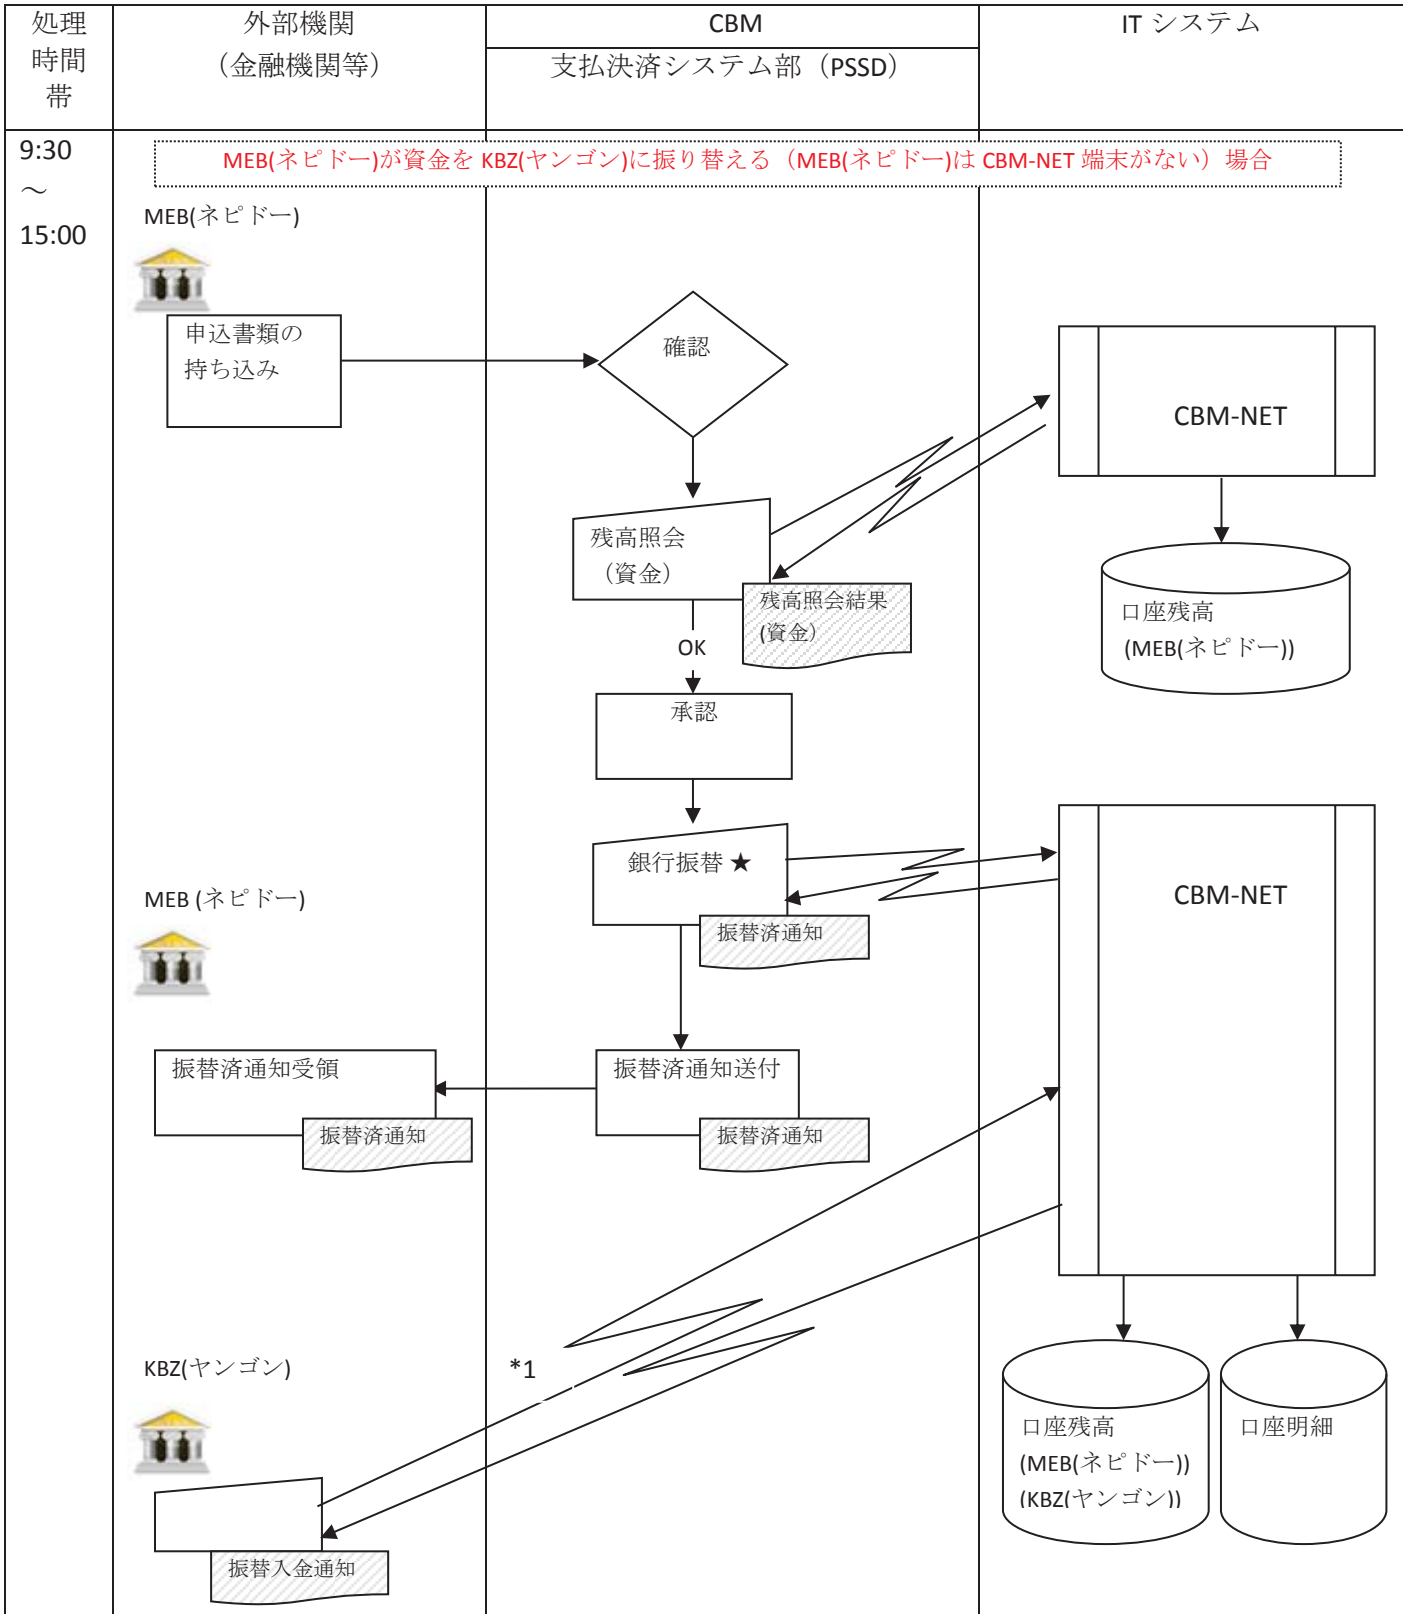 処理
時間
帯
外部機関
（金融機関等）
CBM
支払決済システム部（PSSD）
IT システム
9:30
～
15:00
MEB(ネピドー)が資金を KBZ(ヤンゴン)に振り替える（MEB(ネピドー)は CBM-NET 端末がない）場合
MEB(ネピドー)
申込書類の
持ち込み
確認
CBM-NET
残高照会
（資金）
残高照会結果
(資金）
口座残高
(MEB(ネピドー))
OK
承認
銀行振替 ★
振替済通知
CBM-NET
MEB (ネピドー)
振替済通知受領
振替済通知
振替済通知送付
振替済通知
KBZ(ヤンゴン)
*1
振替入金通知
口座残高
(MEB(ネピドー))
(KBZ(ヤンゴン))
口座明細